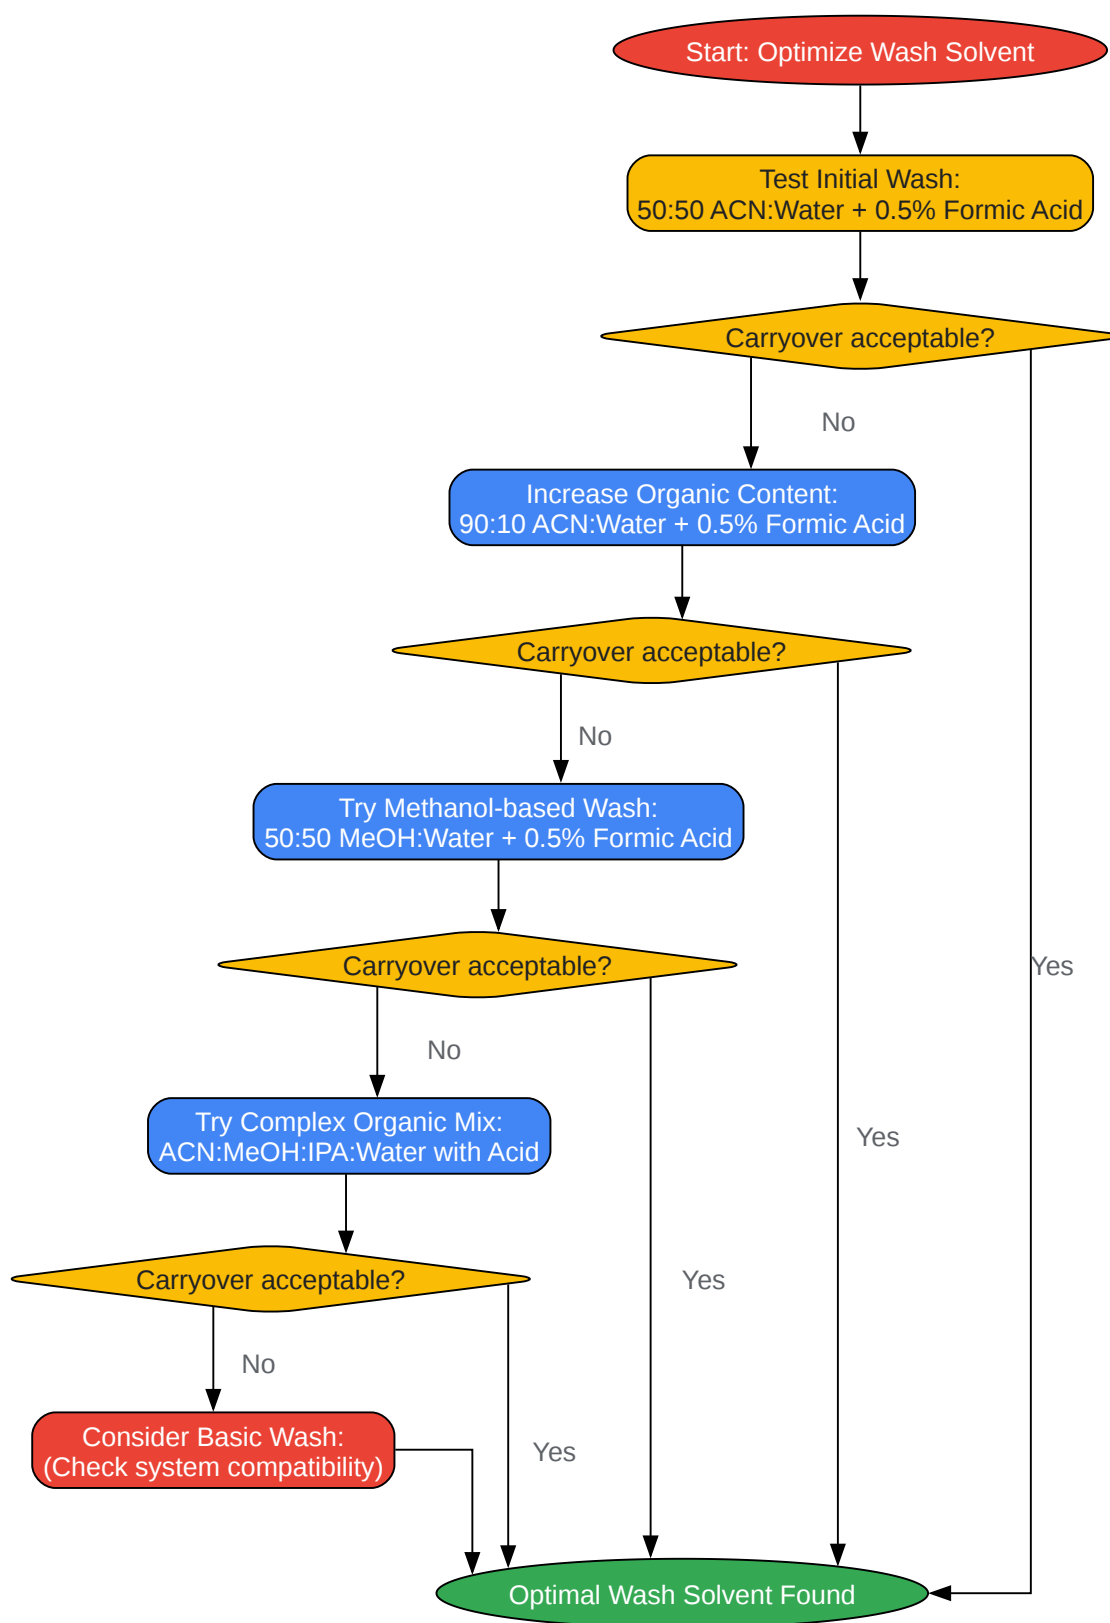 Start: Optimize Wash Solvent
Test Initial Wash:
50:50 ACN:Water + 0.5% Formic Acid
Carryover acceptable?
No
Increase Organic Content:
90:10 ACN:Water + 0.5% Formic Acid
Carryover acceptable?
No
Try Methanol-based Wash:
50:50 MeOH:Water + 0.5% Formic Acid
Carryover acceptable?
Yes
No
Try Complex Organic Mix:
ACN:MeOH:IPA:Water with Acid
Yes
Carryover acceptable?
Yes
No
Consider Basic Wash:
(Check system compatibility)
Yes
Optimal Wash Solvent Found